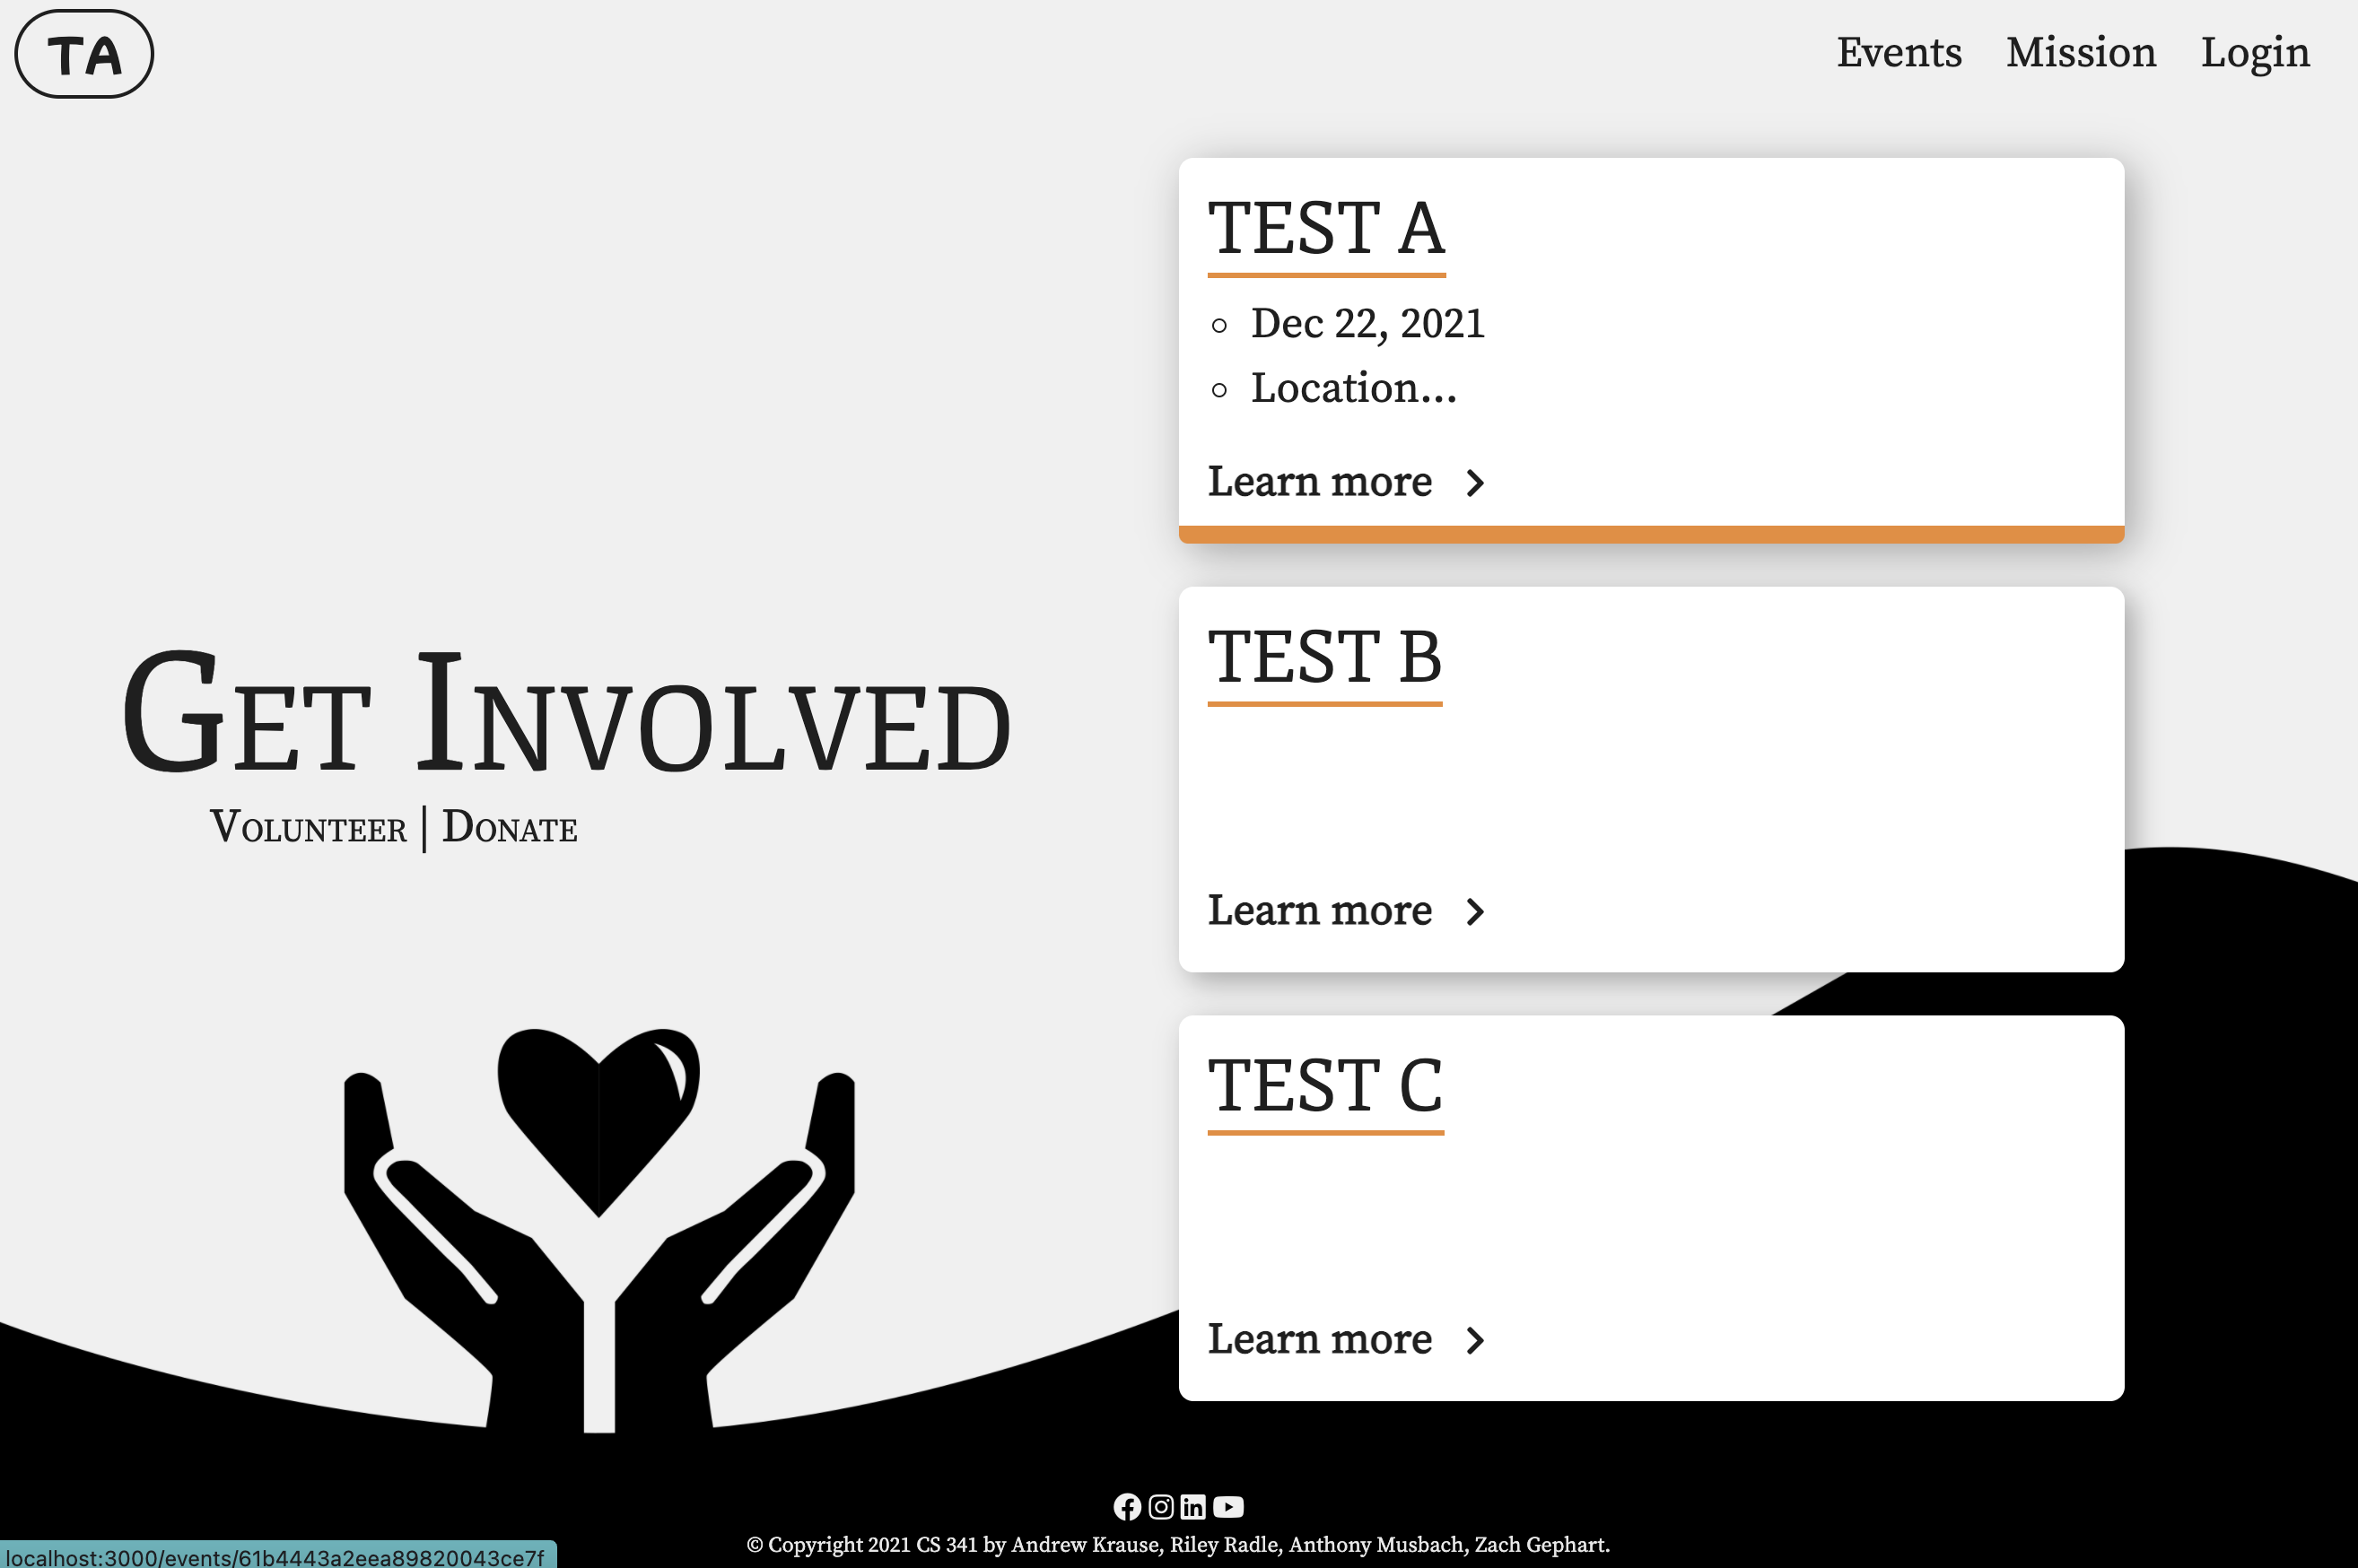 TA
Events Mission Login
TEST A
Dec 22, 2021
Location...
Learn more
Get Involved
Volunteer | Donate
TEST B
Learn more
TEST C
Learn more
© Copyright 2021 CS 341 by Andrew Krause, Riley Radle, Anthony Musbach, Zach Gephart.
localhost:3000/events/61b4443a2eea89820043ce7f